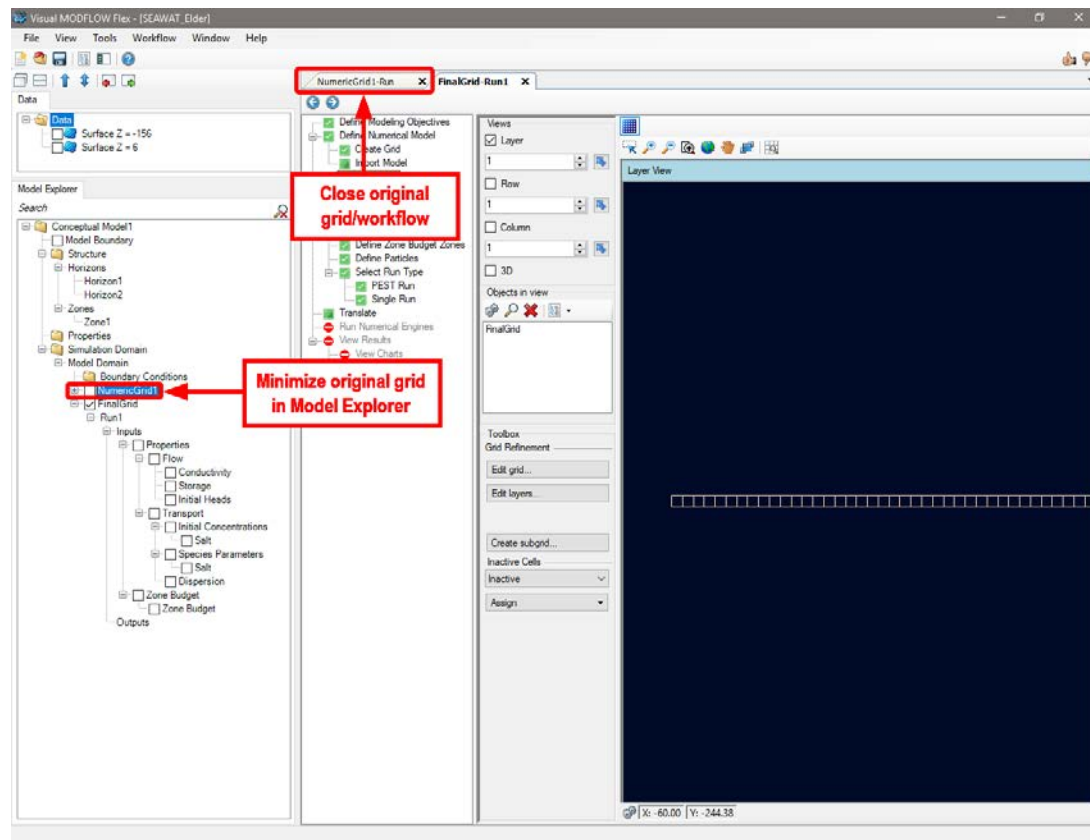 Visual MODFLOW Flex - [SEAWAT_Elder]
File View Tools Workflow Window Help
Data
Data
Surface Z = -156
Surface Z = 6
Model Explorer
Search
Conceptual Model1
Model Boundary
Structure
Horizons
Horizon1
Horizon2
Zones
Zone1
Properties
Simulation Domain
Model Domain
Boundary Conditions
NumericGrid1
FinalGrid
Run1
Inputs
Properties
Flow
Conductivity
Storage
Initial Heads
Transport
Initial Concentrations
Salt
Species Parameters
Salt
Dispersion
Zone Budget
Zone Budget
Outputs
NumericGrid1-Run X FinalGrid-Run1 X
Define Modeling Objectives
Define Numerical Model
Create Grid
Import Model
Close original
grid/workflow
Define Zone Budget Zones
Define Particles
Select Run Type
PEST Run
Single Run
Translate
Run Numerical Engines
View Results
View Charts
Minimize original grid
in Model Explorer
Views
Layer
1
Row
1
Column
1
3D
Objects in view
FinalGrid
Toolbox
Grid Refinement
Edit grid...
Edit layers...
Create subgrid...
Inactive Cells
Inactive
Assign
Layer View
X: -60.00 Y: -244.38